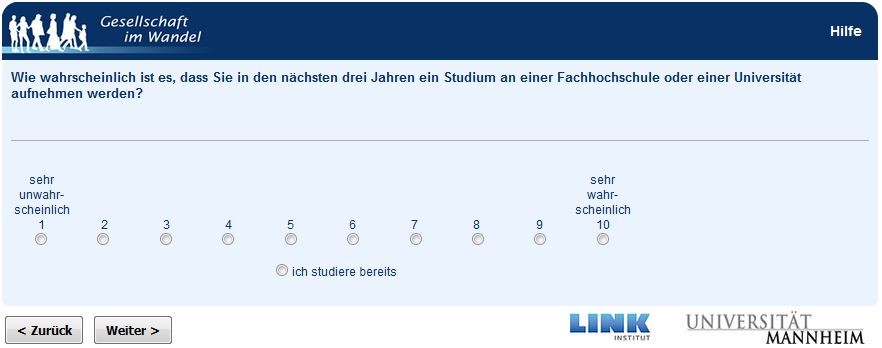 Gesellschaft
im Wandel
Hilfe
Wie wahrscheinlich ist es, dass Sie in den nächsten drei Jahren ein Studium an einer Fachhochschule oder einer Universität
aufnehmen werden?
sehr
unwahr-
scheinlich
sehr
wahr-
scheinlich
1 2 3 4 5 6 7 8 9 10
ich studiere bereits
< Zurück Weiter >
LINK
INSTITUT
UNIVERSITÄT
MANNHEIM